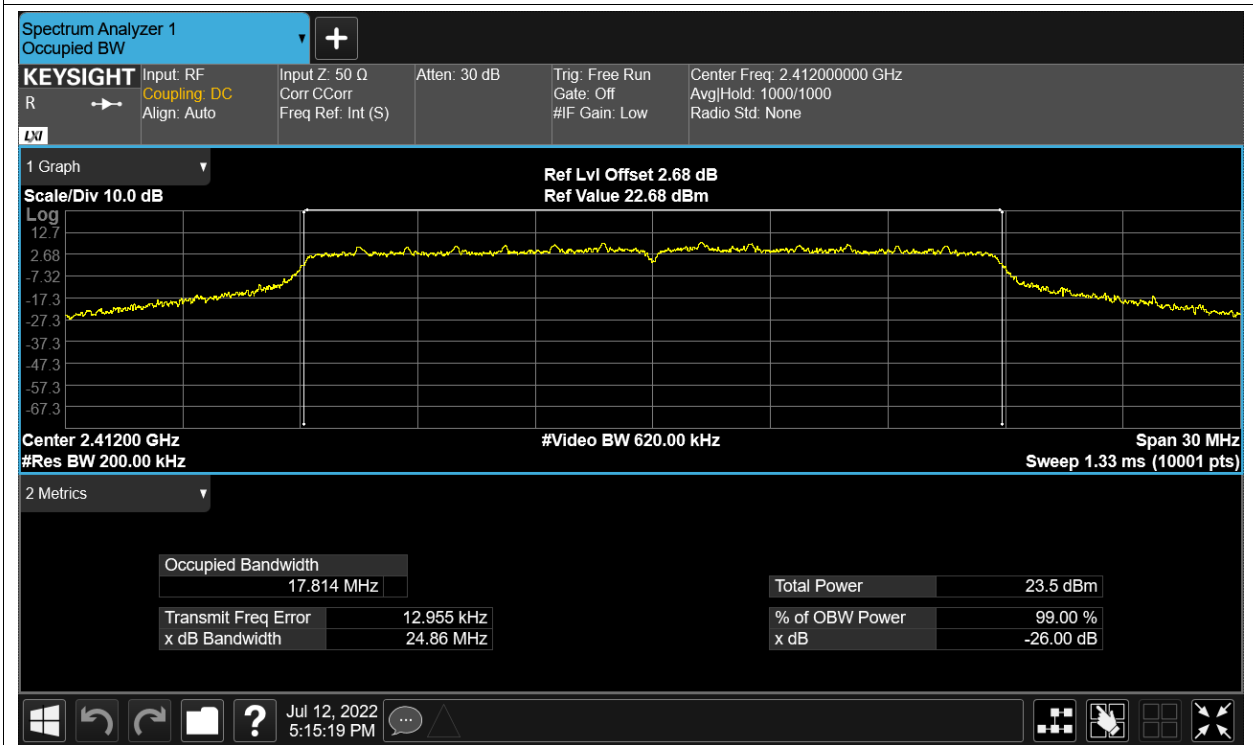 Spectrum Analyzer 1
Occupied BW
KEYSIGHT
R
LXI
Input: RF
Coupling: DC
Align: Auto
Input Z: 50 Ω
Corr CCorr
Freq Ref: Int (S)
Atten: 30 dB
Trig: Free Run
Gate: Off
#IF Gain: Low
Center Freq: 2.412000000 GHz
Avg|Hold: 1000/1000
Radio Std: None
1 Graph
Scale/Div 10.0 dB
Ref Lvl Offset 2.68 dB
Ref Value 22.68 dBm
Log
12.7
2.68
-7.32
-17.3
-27.3
-37.3
-47.3
-57.3
-67.3
Center 2.41200 GHz
#Video BW 620.00 kHz
Span 30 MHz
#Res BW 200.00 kHz
Sweep 1.33 ms (10001 pts)
2 Metrics
Occupied Bandwidth
17.814 MHz
Transmit Freq Error 12.955 kHz
x dB Bandwidth 24.86 MHz
Total Power 23.5 dBm
% of OBW Power 99.00 %
x dB -26.00 dB
?
Jul 12, 2022
5:15:19 PM